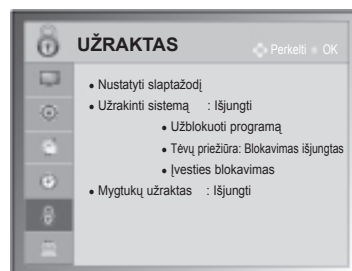 UŽRAKTAS
Perkelti OK
• Nustatyti slaptažodį
• Užrakinti sistemą : Išjungti
• Užblokuoti programą
• Tėvų priežiūra: Blokavimas išjungtas
• Įvesties blokavimas
• Mygtukų užraktas : Išjungti